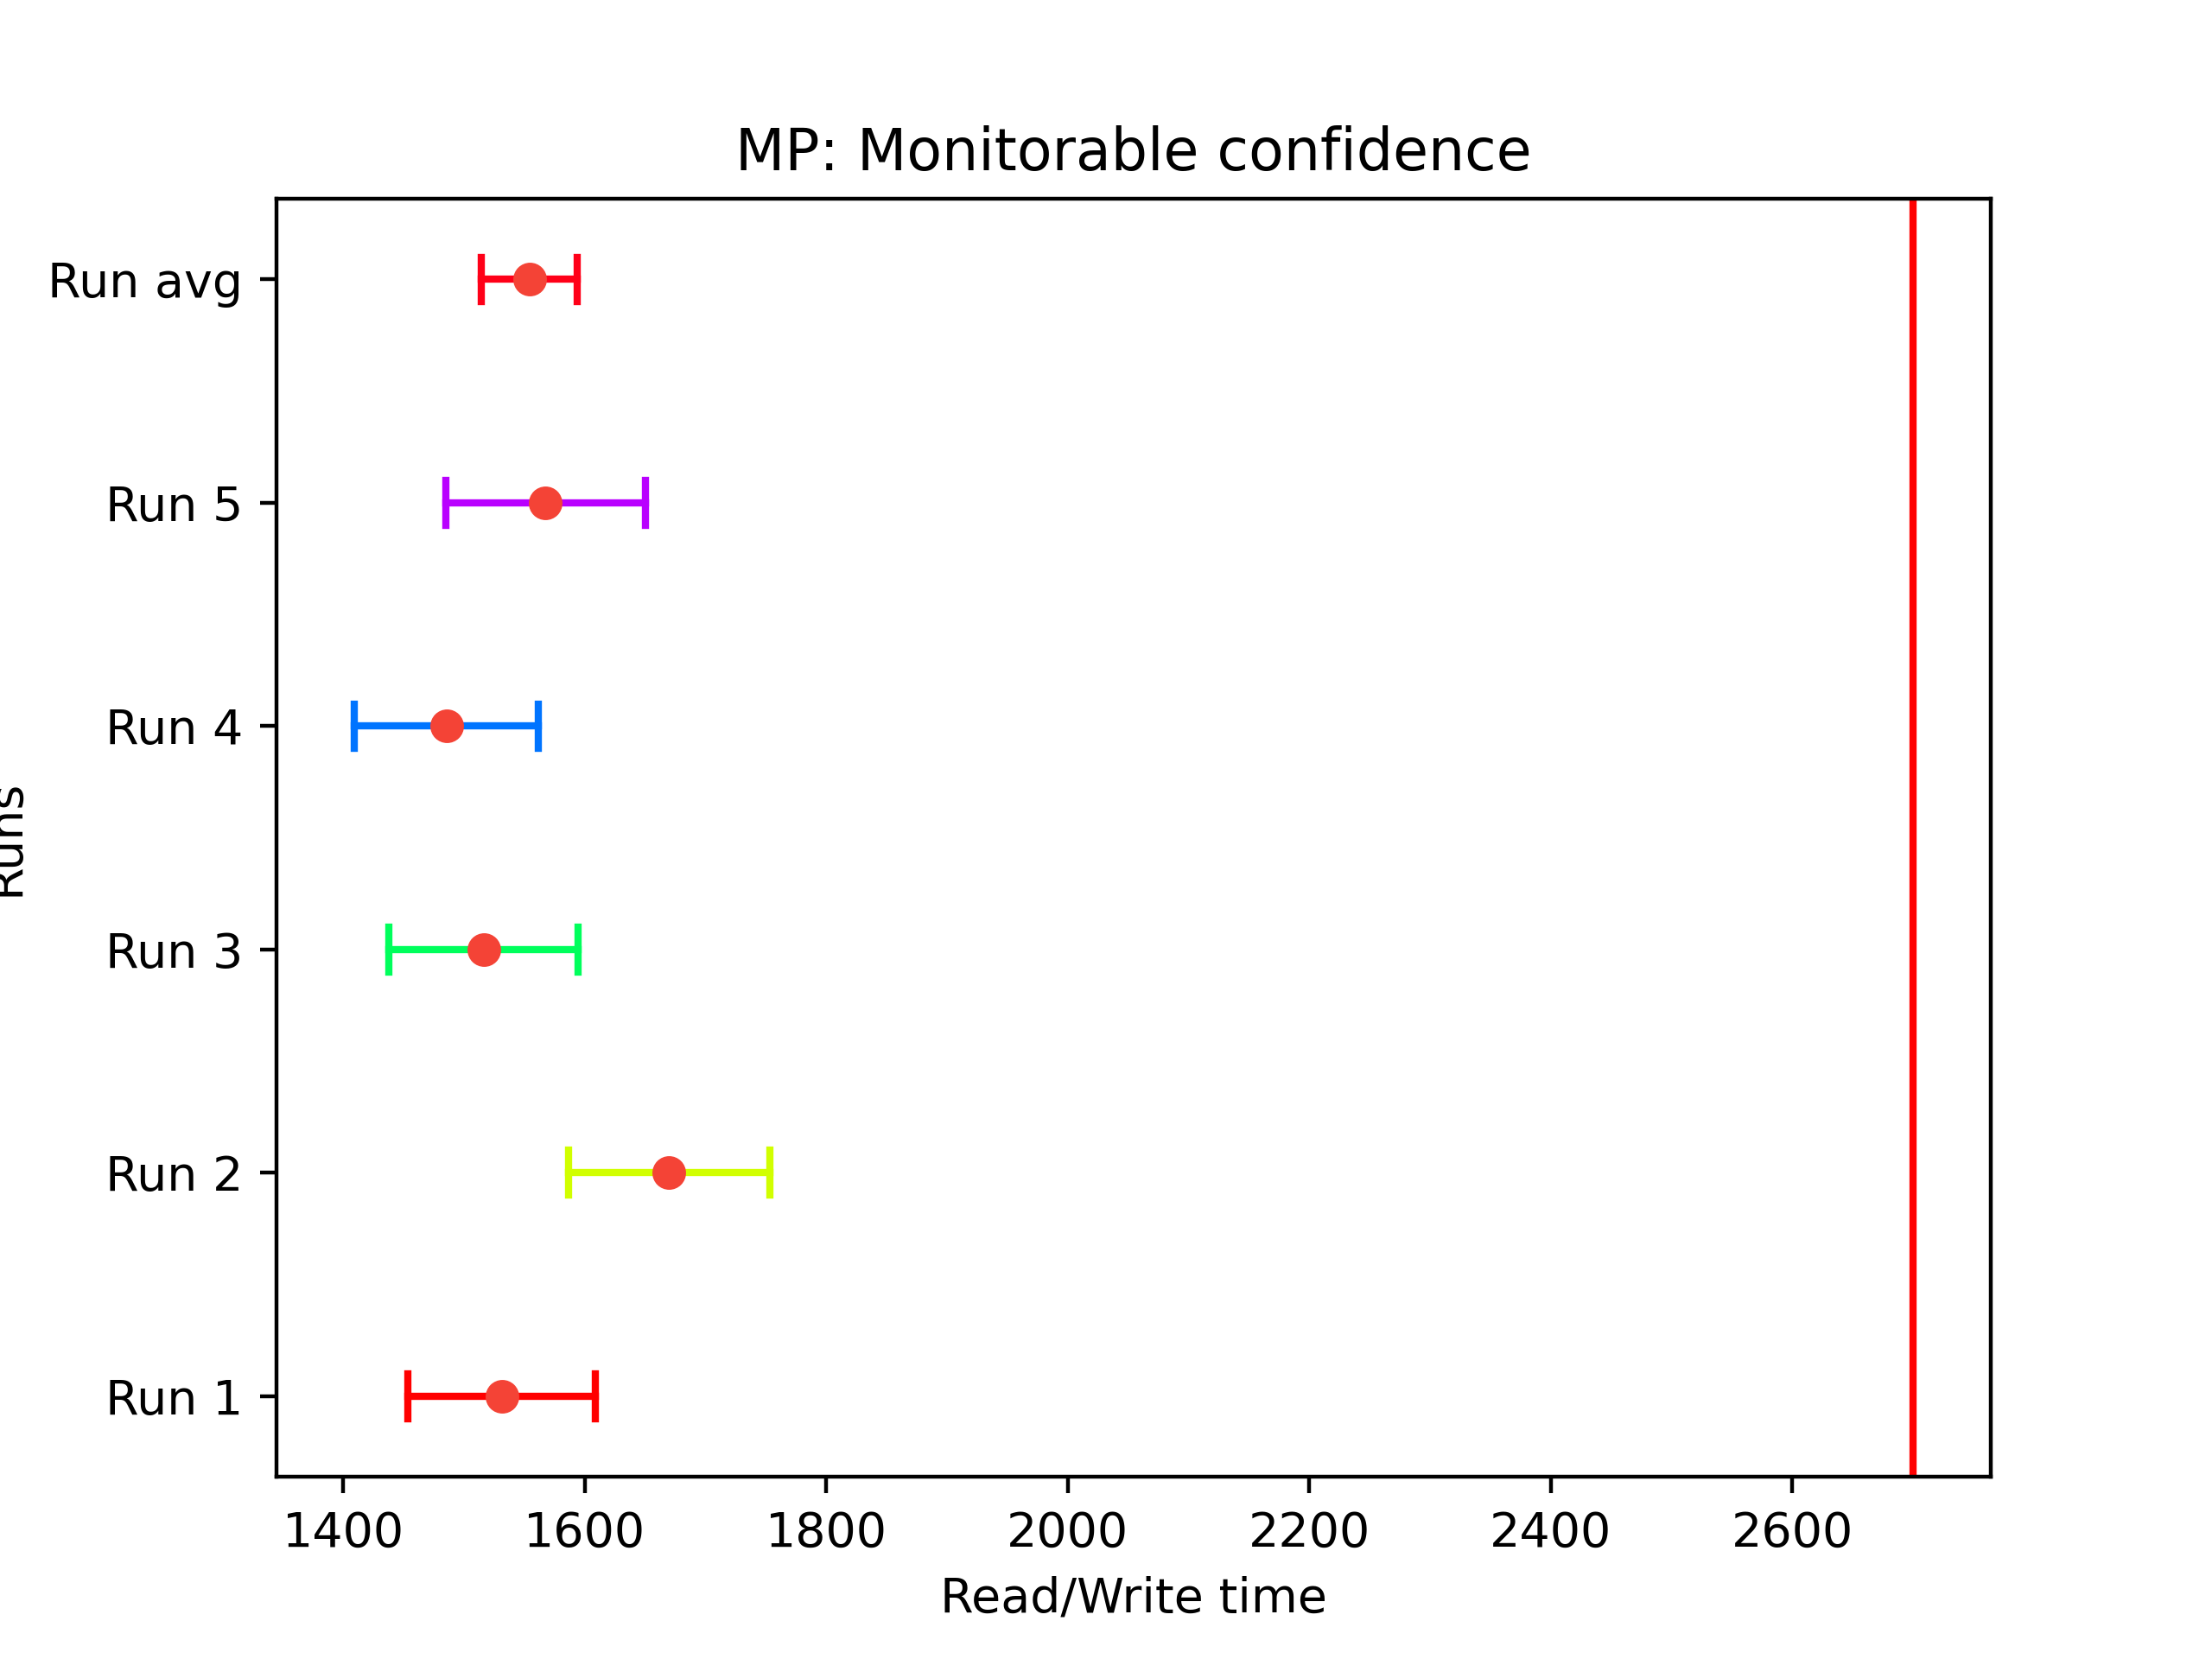 MP: Monitorable confidence
Run avg
Run 5
Run 4
Run 3
Run 2
Run 1
Runs
1400 1600 1800 2000 2200 2400 2600
Read/Write time